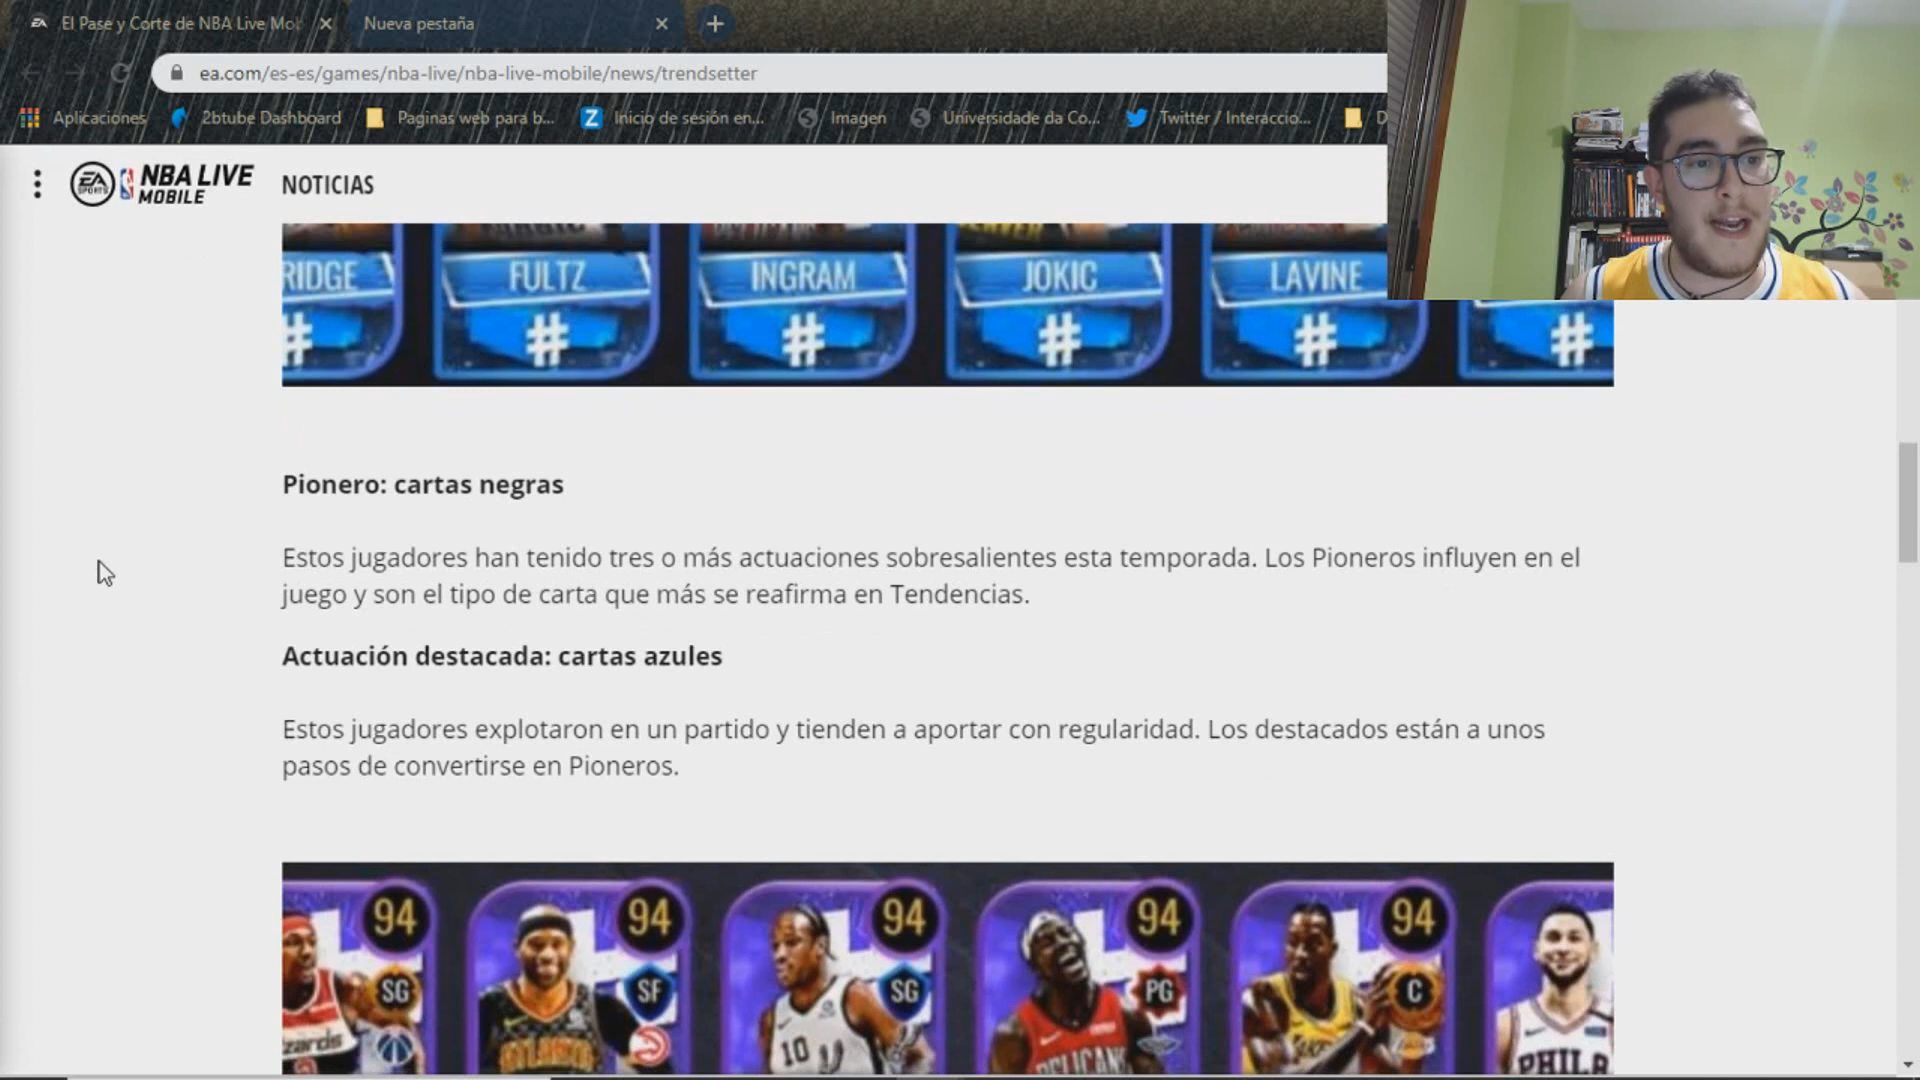 El Pase y Corte de NBA Live Mo
Nueva pestaña
ea.com/es-es/games/nba-live/nba-live-mobile/news/trendsetter
Aplicaciones
2btube Dashboard
Paginas web para b...
Z
Inicio de sesión en...
Imagen
Universidade da Co...
Twitter / Interaccio...
D
EA SPORTS
NBA LIVE
MOBILE
NOTICIAS
RIDGE
FULTZ
INGRAM
JOKIC
LAVINE
# # # # # #
Pionero: cartas negras
Estos jugadores han tenido tres o más actuaciones sobresalientes esta temporada. Los Pioneros influyen en el
juego y son el tipo de carta que más se reafirma en Tendencias.
Actuación destacada: cartas azules
Estos jugadores explotaron en un partido y tienden a aportar con regularidad. Los destacados están a unos
pasos de convertirse en Pioneros.
94 94 94 94 94
SG SF SG PG C
zards
ATLANTA
10
PELICANS
PHILA